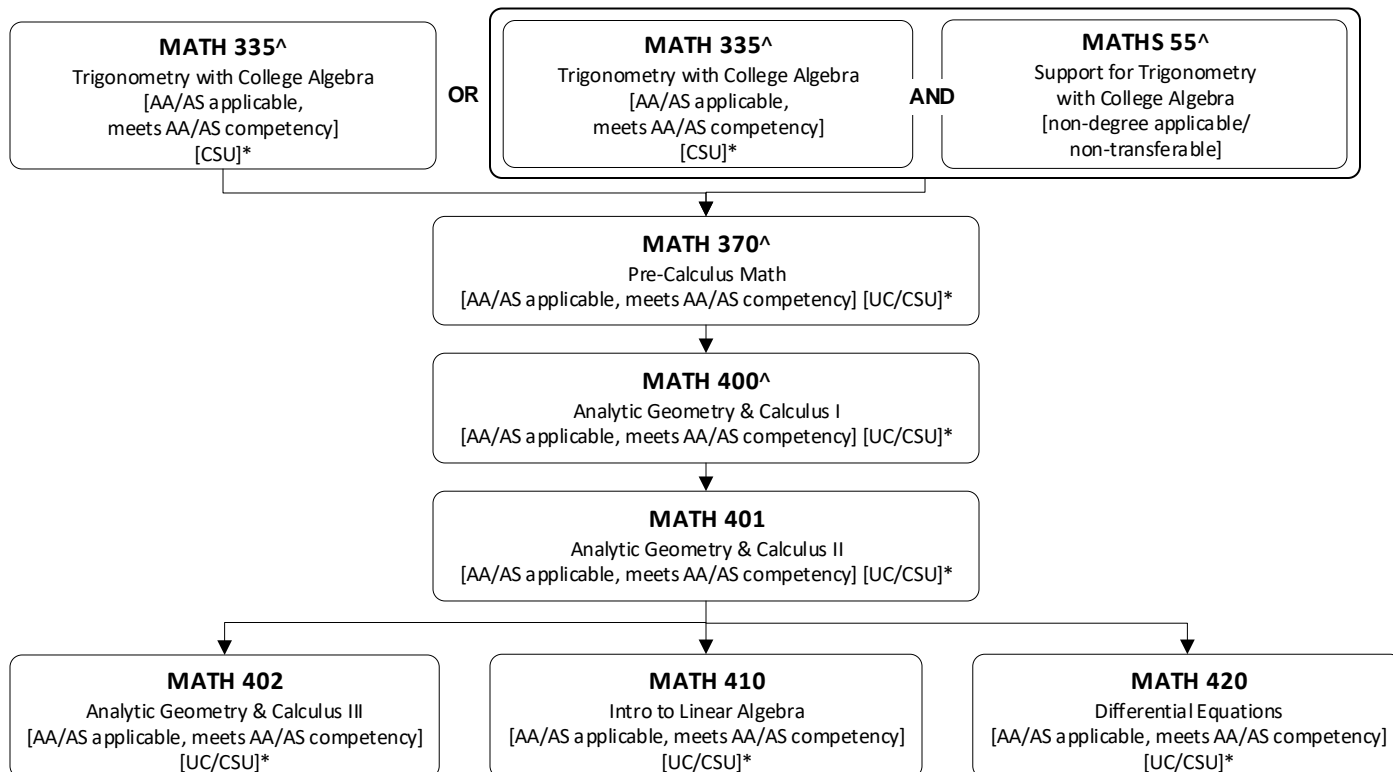 MATH 335^
Trigonometry with College Algebra
[AA/AS applicable,
meets AA/AS competency]
[CSU]*
OR
MATH 335^
Trigonometry with College Algebra
[AA/AS applicable,
meets AA/AS competency]
[CSU]*
AND
MATHS 55^
Support for Trigonometry
with College Algebra
[non-degree applicable/
non-transferable]
MATH 370^
Pre-Calculus Math
[AA/AS applicable, meets AA/AS competency] [UC/CSU]*
MATH 400^
Analytic Geometry & Calculus I
[AA/AS applicable, meets AA/AS competency] [UC/CSU]*
MATH 401
Analytic Geometry & Calculus II
[AA/AS applicable, meets AA/AS competency] [UC/CSU]*
MATH 402
Analytic Geometry & Calculus III
[AA/AS applicable, meets AA/AS competency]
[UC/CSU]*
MATH 410
Intro to Linear Algebra
[AA/AS applicable, meets AA/AS competency]
[UC/CSU]*
MATH 420
Differential Equations
[AA/AS applicable, meets AA/AS competency]
[UC/CSU]*